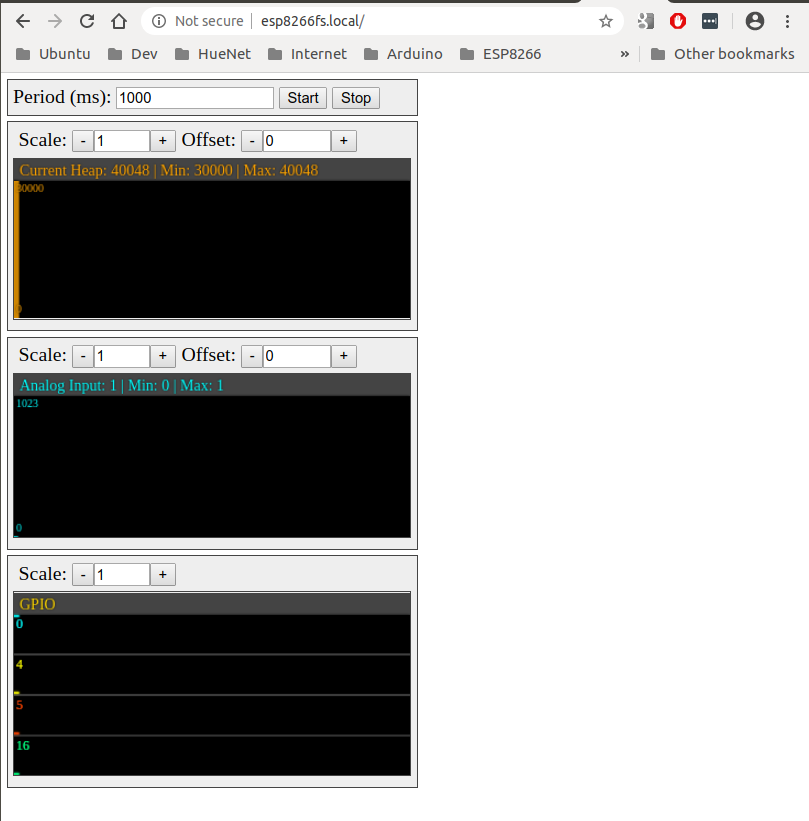 Not secure | esp8266fs.local/
Ubuntu Dev HueNet Internet Arduino ESP8266 » Other bookmarks
Period (ms): 1000 Start Stop
Scale: - 1 + Offset: - 0 +
Current Heap: 40048 | Min: 30000 | Max: 40048
30000
0
Scale: - 1 + Offset: - 0 +
Analog Input: 1 | Min: 0 | Max: 1
1023
0
Scale: - 1 +
GPIO
0
4
5
16